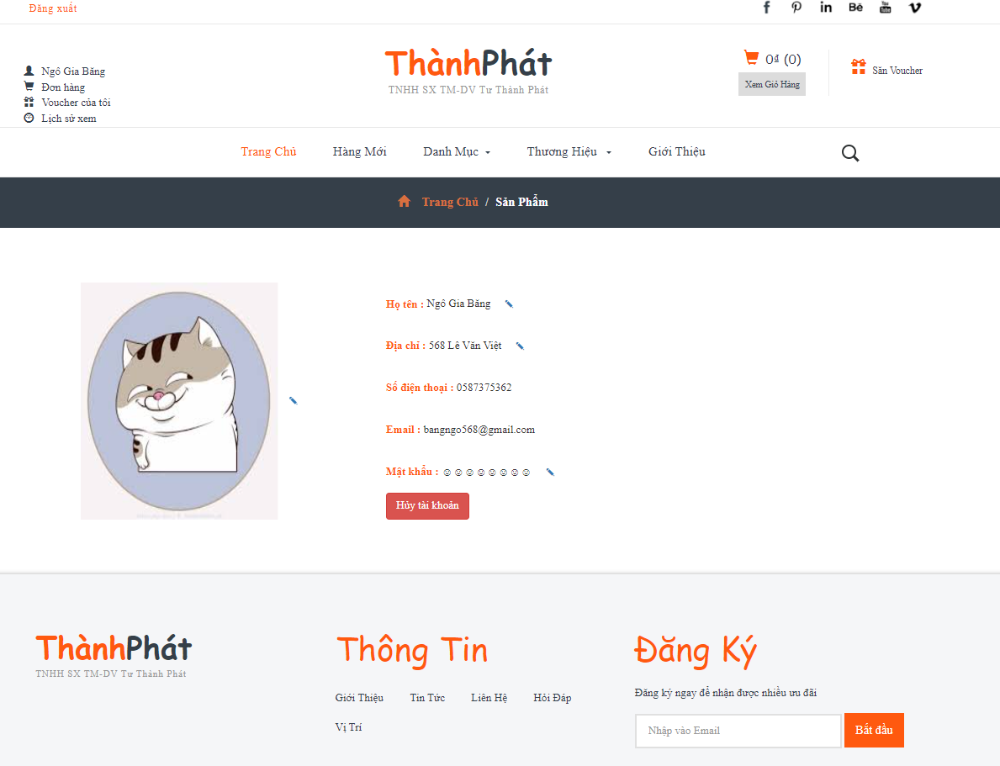 Đăng xuất
Ngô Gia Băng
Đơn hàng
Voucher của tôi
Lịch sử xem
ThànhPhát
TNHH SX TM-DV Tư Thành Phát
0đ (0)
Xem Giỏ Hàng
Săn Voucher
Trang Chủ Hàng Mới Danh Mục Thương Hiệu Giới Thiệu
Trang Chủ / Sản Phẩm
Họ tên : Ngô Gia Băng
Địa chỉ : 568 Lê Văn Việt
Số điện thoại : 0587375362
Email : bangngo568@gmail.com
Mật khẩu : ☺☺☺☺☺☺☺☺
Hủy tài khoản
ThànhPhát
TNHH SX TM-DV Tư Thành Phát
Thông Tin
Giới Thiệu Tin Tức Liên Hệ Hỏi Đáp
Vị Trí
Đăng Ký
Đăng ký ngay để nhận được nhiều ưu đãi
Nhập vào Email
Bắt đầu